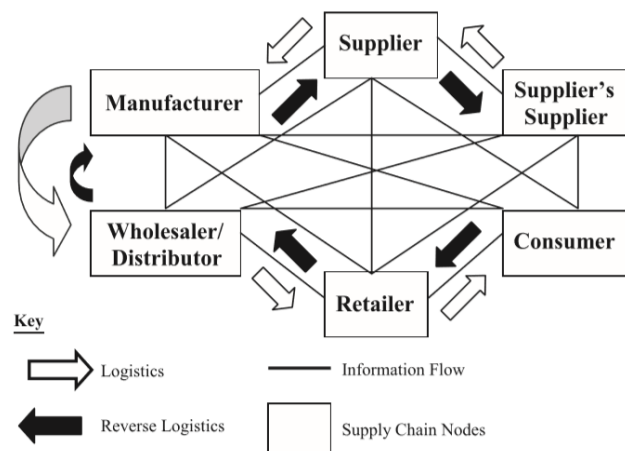 Supplier
Manufacturer
Supplier's
Supplier
Wholesaler/
Distributor
Consumer
Retailer
Key
Logistics
Information Flow
Reverse Logistics
Supply Chain Nodes